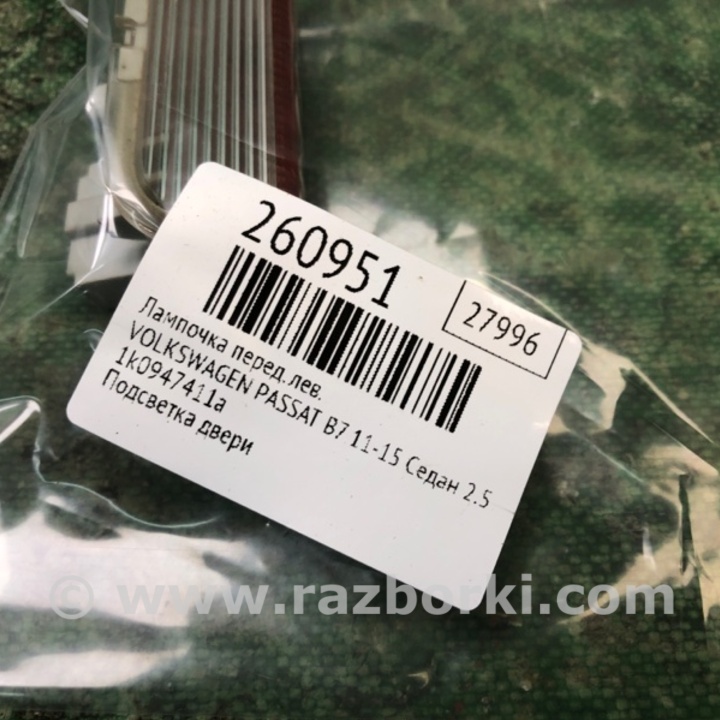 260951
27996
Лампочка перед.лев.
VOLKSWAGEN PASSAT B7 11-15 Седан 2.5
1k0947411a
Подсветка двери
© www.razborki.com